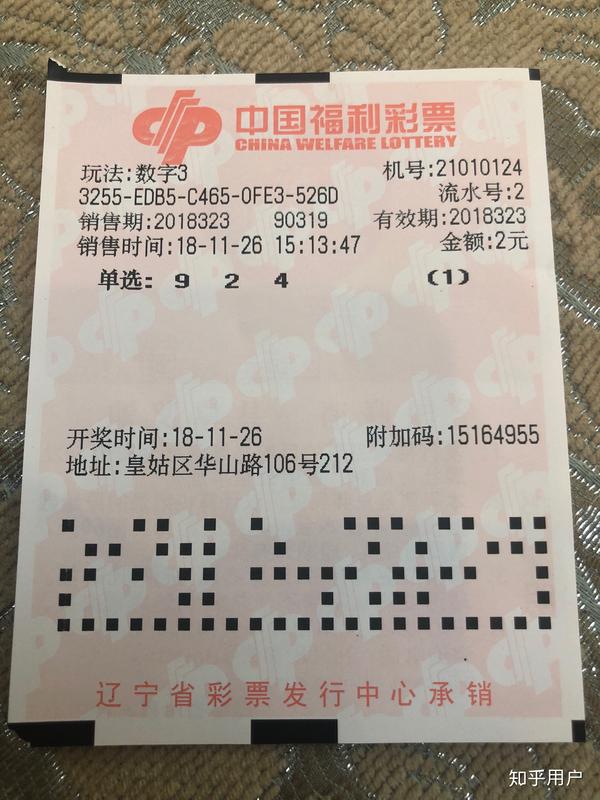 中国福利彩票
CHINA WELFARE LOTTERY
玩法:数字3 机号:21010124
3255-EDB5-C465-0FE3-526D 流水号:2
销售期:2018323 90319 有效期:2018323
销售时间:18-11-26 15:13:47 金额:2元
单选: 9 2 4 (1)
开奖时间:18-11-26 附加码:15164955
地址:皇姑区华山路106号212
辽宁省彩票发行中心承销
知乎用户